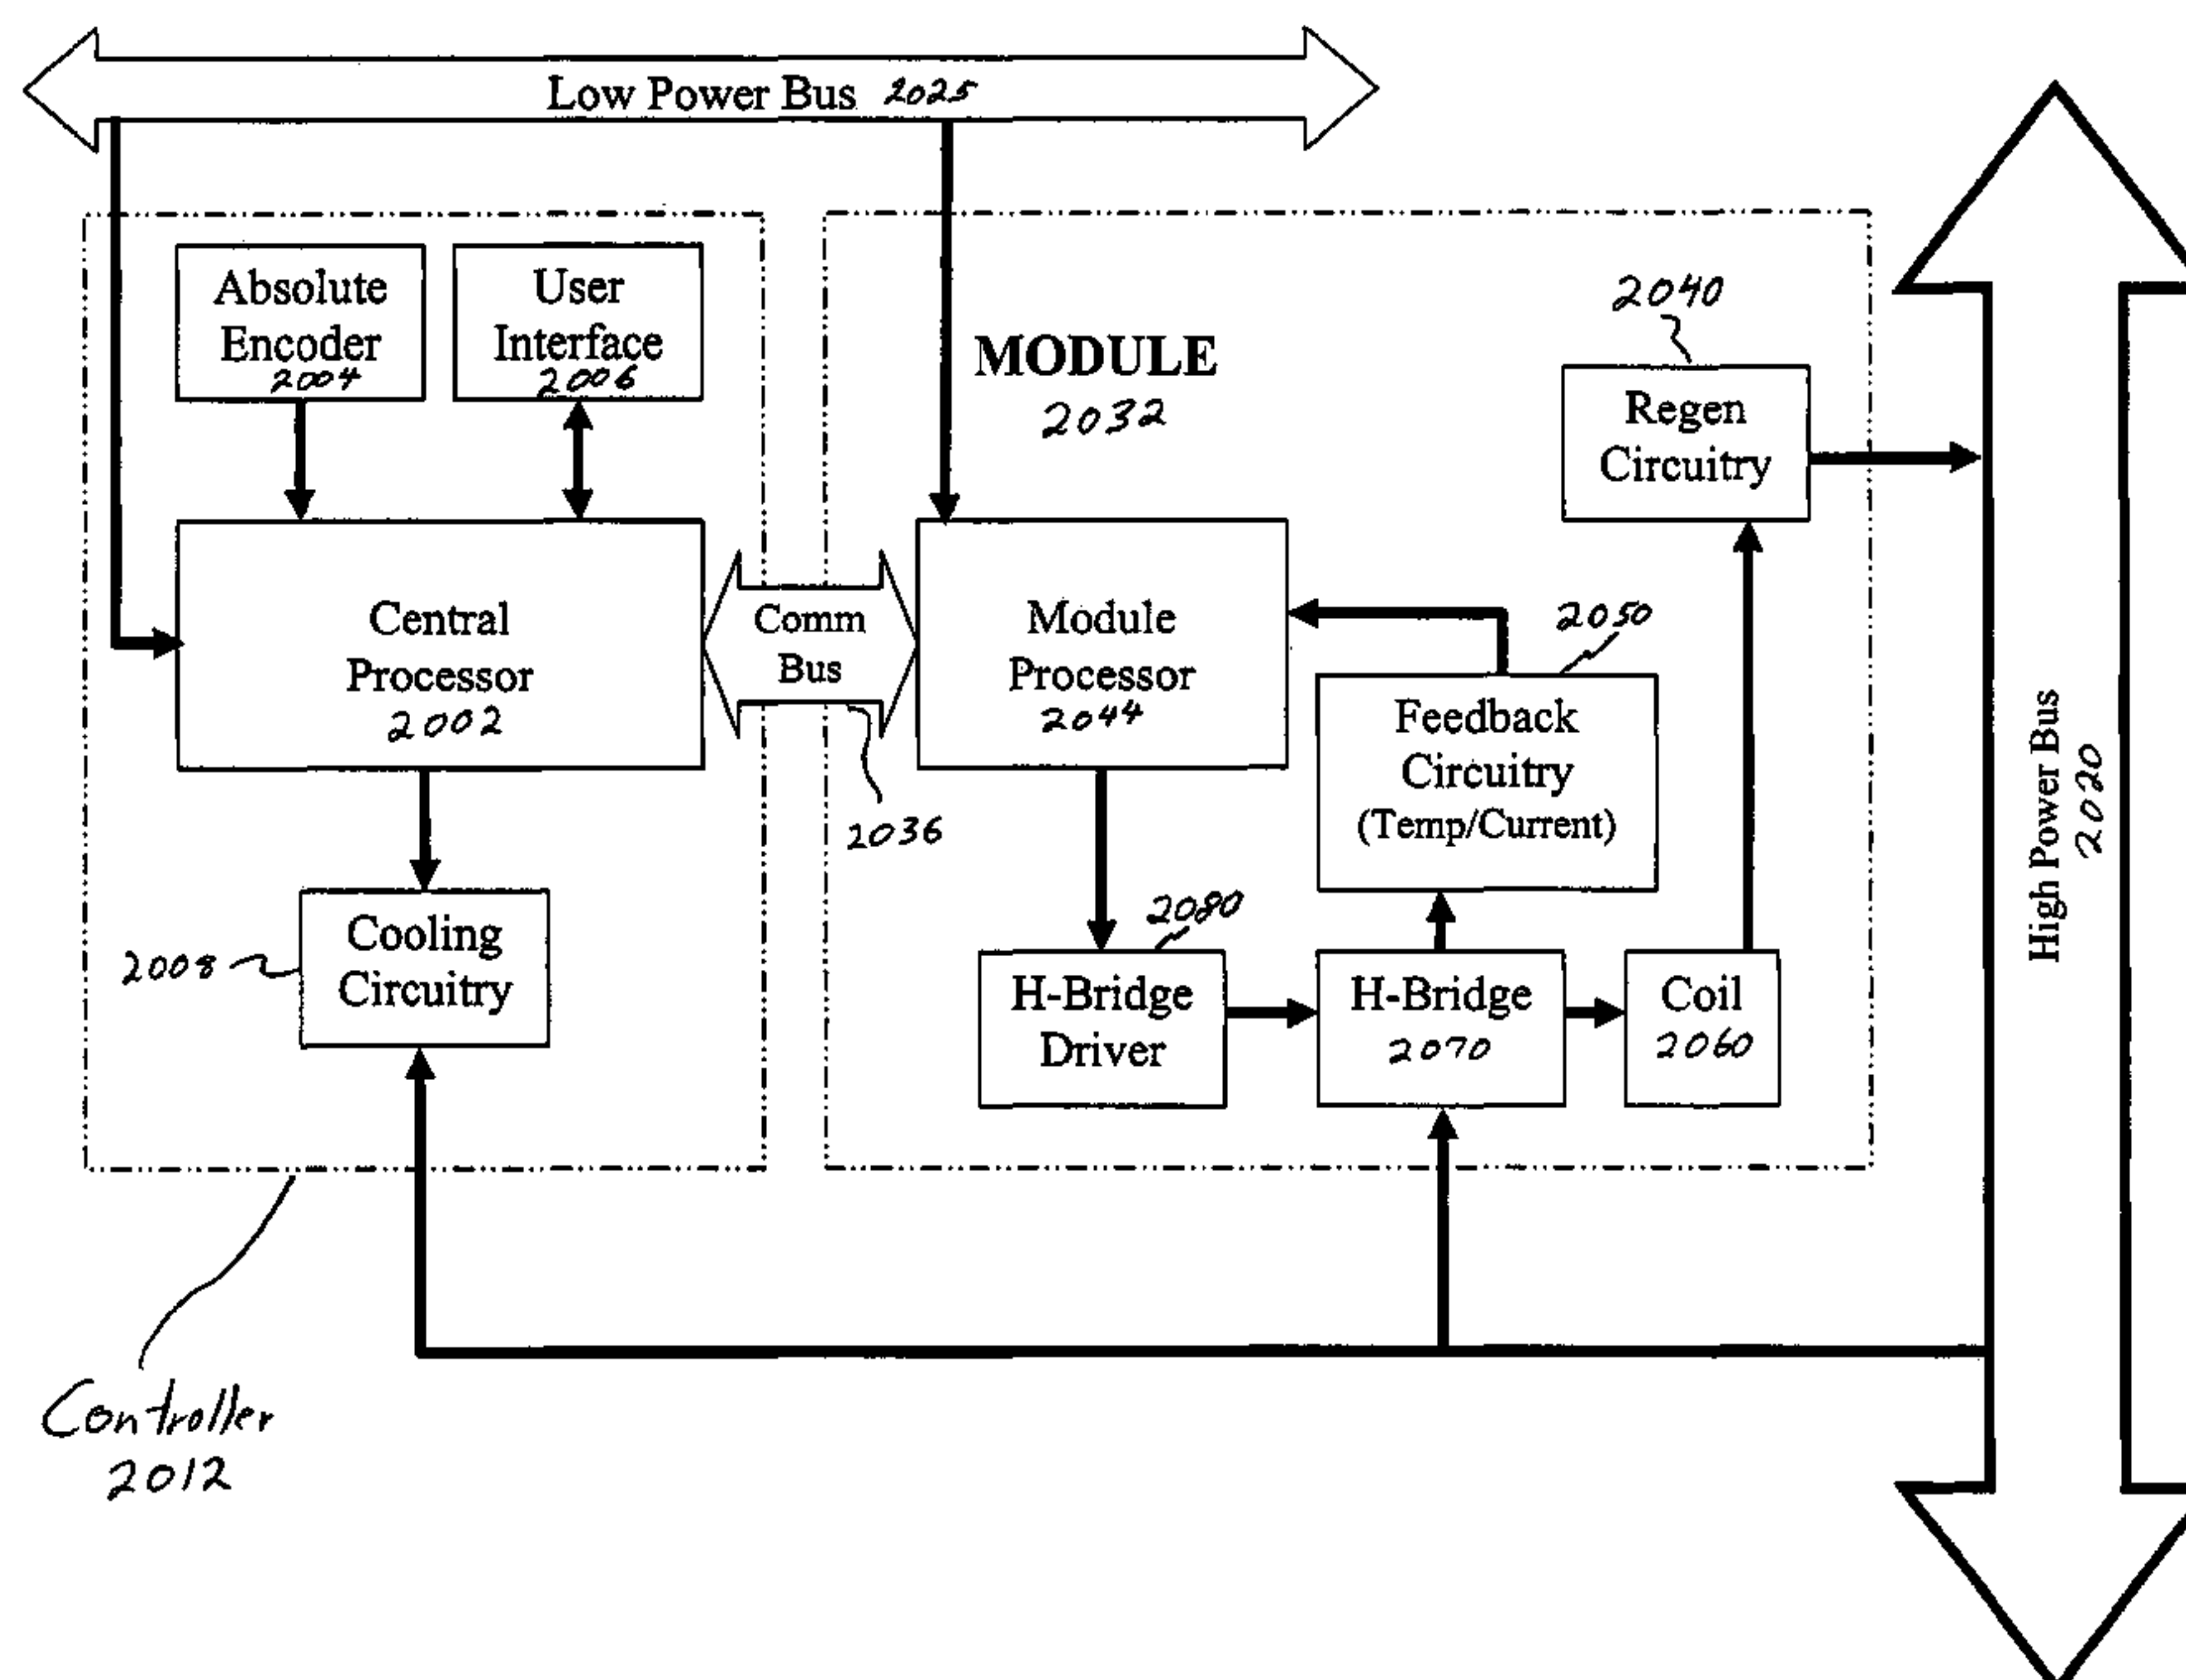 Low Power Bus 2025
Absolute
Encoder
2004
User
Interface
2006
MODULE
2032
2040
Regen
Circuitry
Central
Processor
2002
Comm
Bus
2036
Module
Processor
2044
2050
Feedback
Circuitry
(Temp/Current)
High Power Bus
2020
2008
Cooling
Circuitry
2080
H-Bridge
Driver
H-Bridge
2070
Coil
2060
Controller
2012